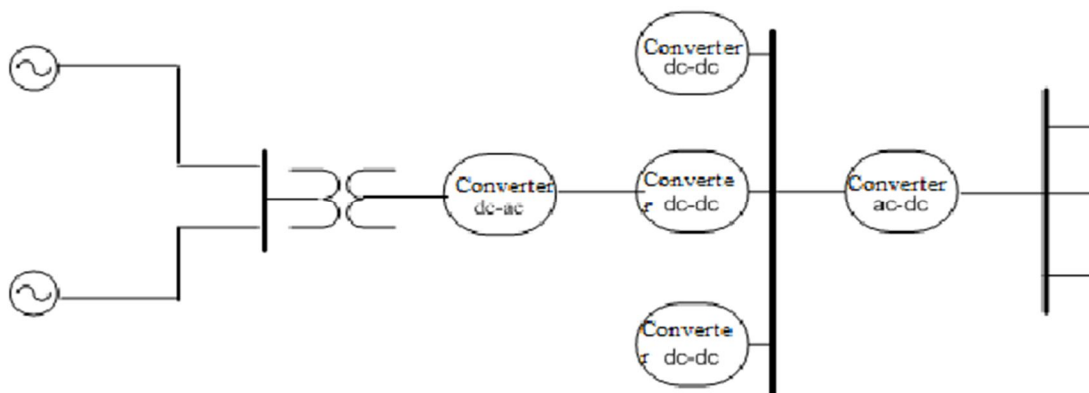 Converter
dc-dc
Converter
dc-ac
Converte
r dc-dc
Converter
ac-dc
Converte
r dc-dc